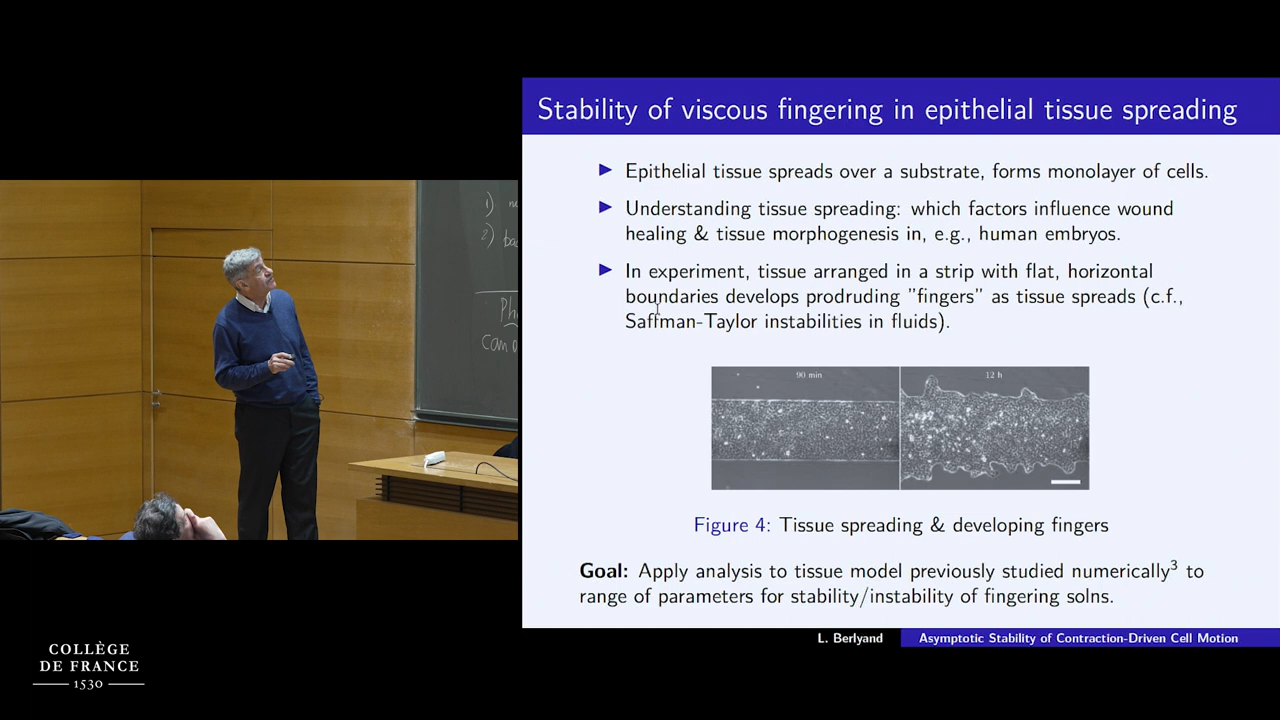 Stability of viscous fingering in epithelial tissue spreading
Epithelial tissue spreads over a substrate, forms monolayer of cells.
Understanding tissue spreading: which factors influence wound
healing & tissue morphogenesis in, e.g., human embryos.
In experiment, tissue arranged in a strip with flat, horizontal
boundaries develops prodruding "fingers" as tissue spreads (c.f.,
Saffman-Taylor instabilities in fluids).
90 min
12 h
Figure 4: Tissue spreading & developing fingers
Goal: Apply analysis to tissue model previously studied numerically³ to
range of parameters for stability/instability of fingering solns.
L. Berlyand
Asymptotic Stability of Contraction-Driven Cell Motion
1)
2)
COLLÈGE
DE FRANCE
1530